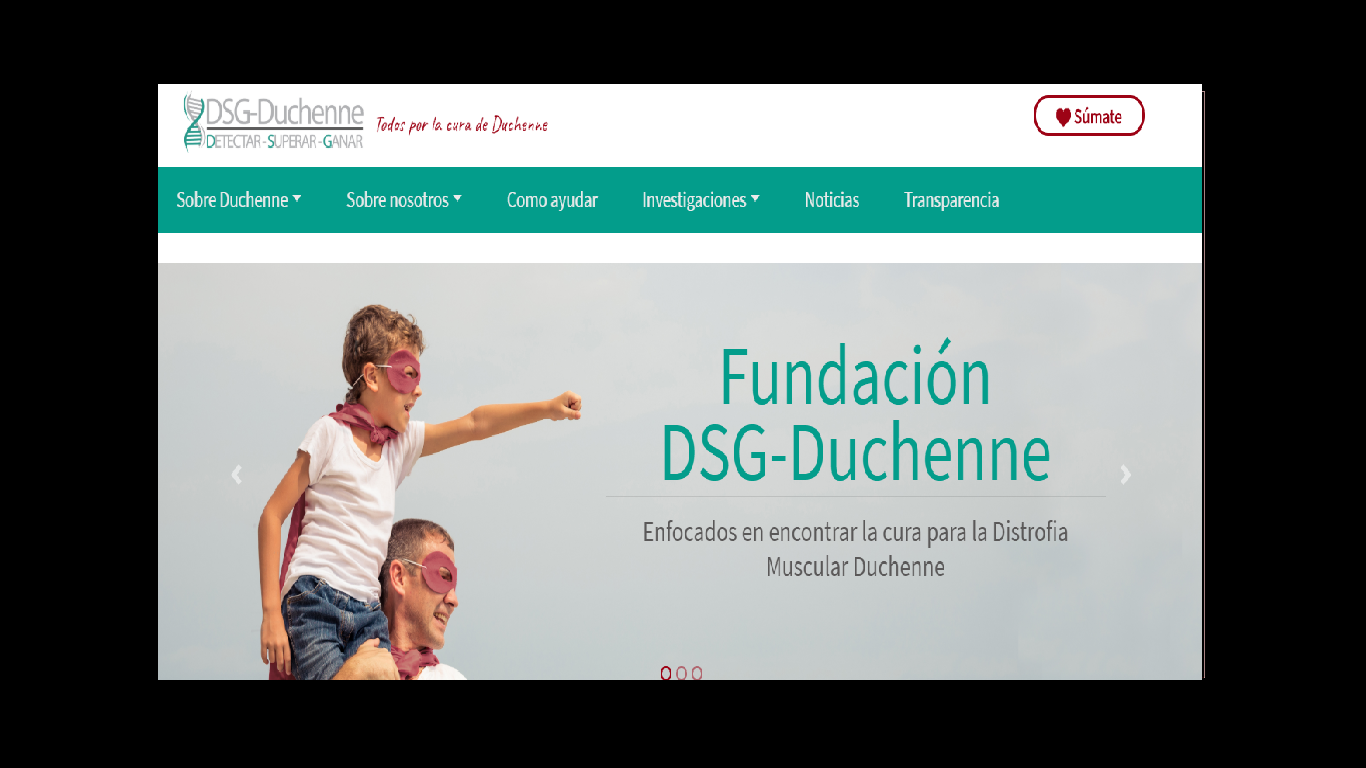 DSG-Duchenne
DETECTAR - SUPERAR - GANAR
Todos por la cura de Duchenne
Súmate
Sobre Duchenne
Sobre nosotros
Como ayudar
Investigaciones
Noticias
Transparencia
Fundación
DSG-Duchenne
Enfocados en encontrar la cura para la Distrofia
Muscular Duchenne